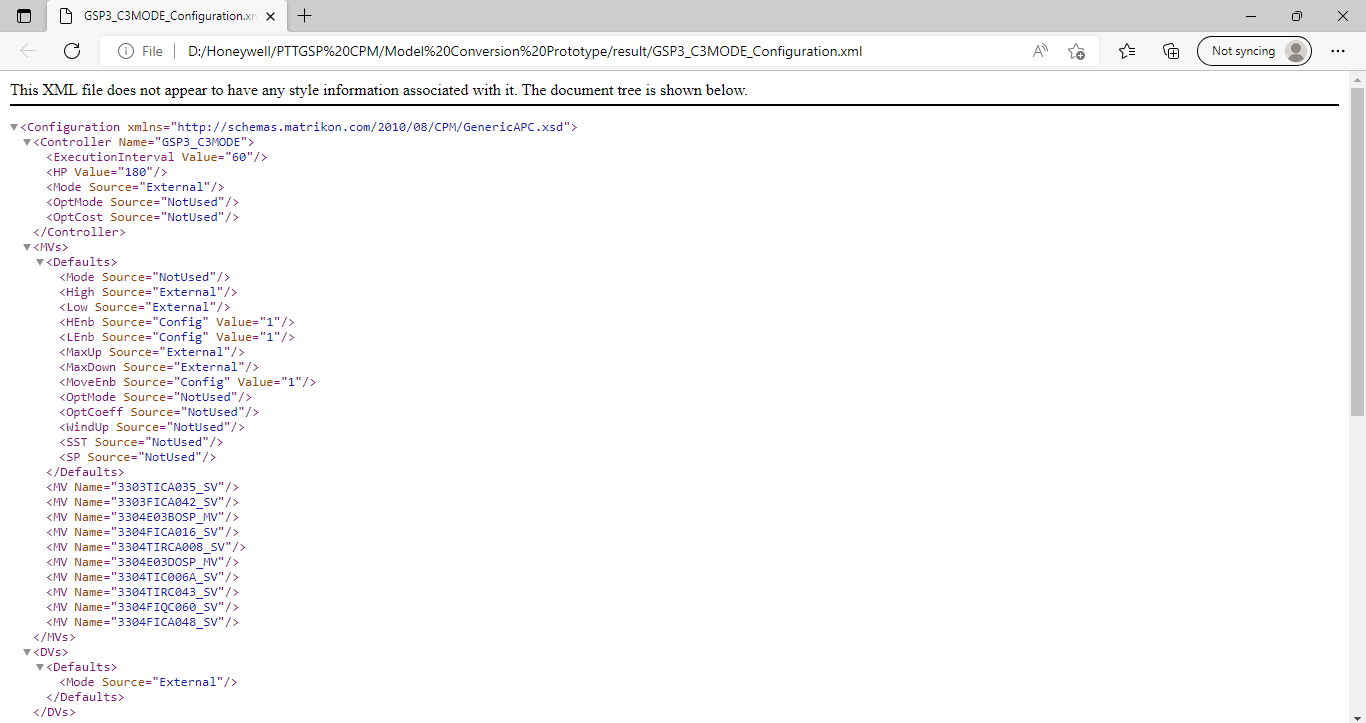 GSP3_C3MODE_Configuration.xm
File
D:/Honeywell/PTTGSP%20CPM/Model%20Conversion%20Prototype/result/GSP3_C3MODE_Configuration.xml
Not syncing
This XML file does not appear to have any style information associated with it. The document tree is shown below.
<Configuration xmlns="http://schemas.matrikon.com/2010/08/CPM/GenericAPC.xsd">
<Controller Name="GSP3_C3MODE">
<ExecutionInterval Value="60"/>
<HP Value="180"/>
<Mode Source="External"/>
<OptMode Source="NotUsed"/>
<OptCost Source="NotUsed"/>
</Controller>
<MVs>
<Defaults>
<Mode Source="NotUsed"/>
<High Source="External"/>
<Low Source="External"/>
<HEnb Source="Config" Value="1"/>
<LEnb Source="Config" Value="1"/>
<MaxUp Source="External"/>
<MaxDown Source="External"/>
<MoveEnb Source="Config" Value="1"/>
<OptMode Source="NotUsed"/>
<OptCoeff Source="NotUsed"/>
<WindUp Source="NotUsed"/>
<SST Source="NotUsed"/>
<SP Source="NotUsed"/>
</Defaults>
<MV Name="3303TICA035_SV"/>
<MV Name="3303FICA042_SV"/>
<MV Name="3304E03BOSP_MV"/>
<MV Name="3304FICA016_SV"/>
<MV Name="3304TIRCA008_SV"/>
<MV Name="3304E03DOSP_MV"/>
<MV Name="3304TIC006A_SV"/>
<MV Name="3304TIRC043_SV"/>
<MV Name="3304FIQC060_SV"/>
<MV Name="3304FICA048_SV"/>
</MVs>
<DVs>
<Defaults>
<Mode Source="External"/>
</Defaults>
</DVs>